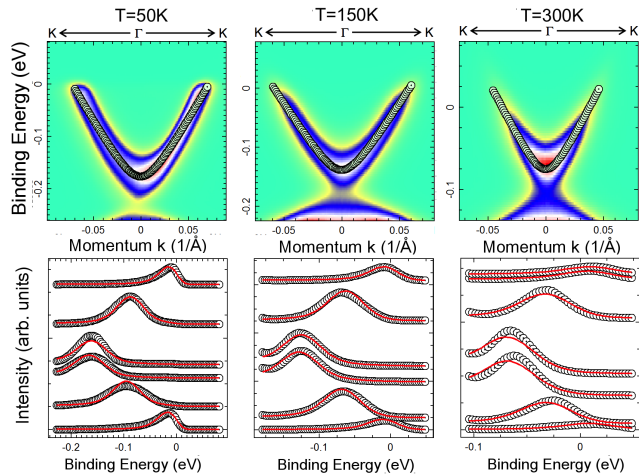 T=50K T=150K T=300K
K Γ K K Γ K K Γ K
Binding Energy (eV)
0 -0.1 -0.2
0 -0.1 -0.2
0 -0.1
-0.05 0 0.05 -0.05 0 0.05 -0.05 0 0.05
Momentum k (1/Å) Momentum k (1/Å) Momentum k (1/Å)
Intensity (arb. units)
-0.2 -0.1 0 -0.1 0 -0.1 0
Binding Energy (eV) Binding Energy (eV) Binding Energy (eV)